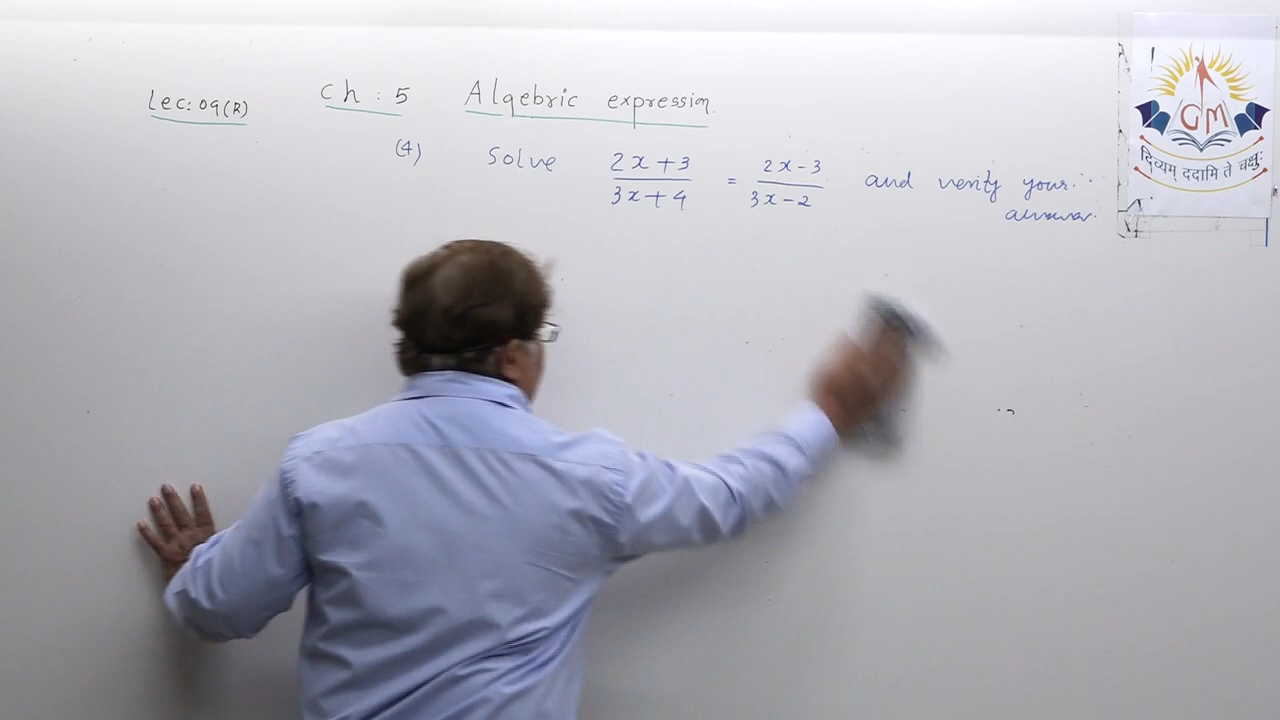 Lec: 09(R) Ch: 5 Algebric expression.
(4) Solve 2x+3/3x+4 = 2x-3/3x-2 and verify your
answer.
GM
दिव्यम् ददामि ते चक्षुः